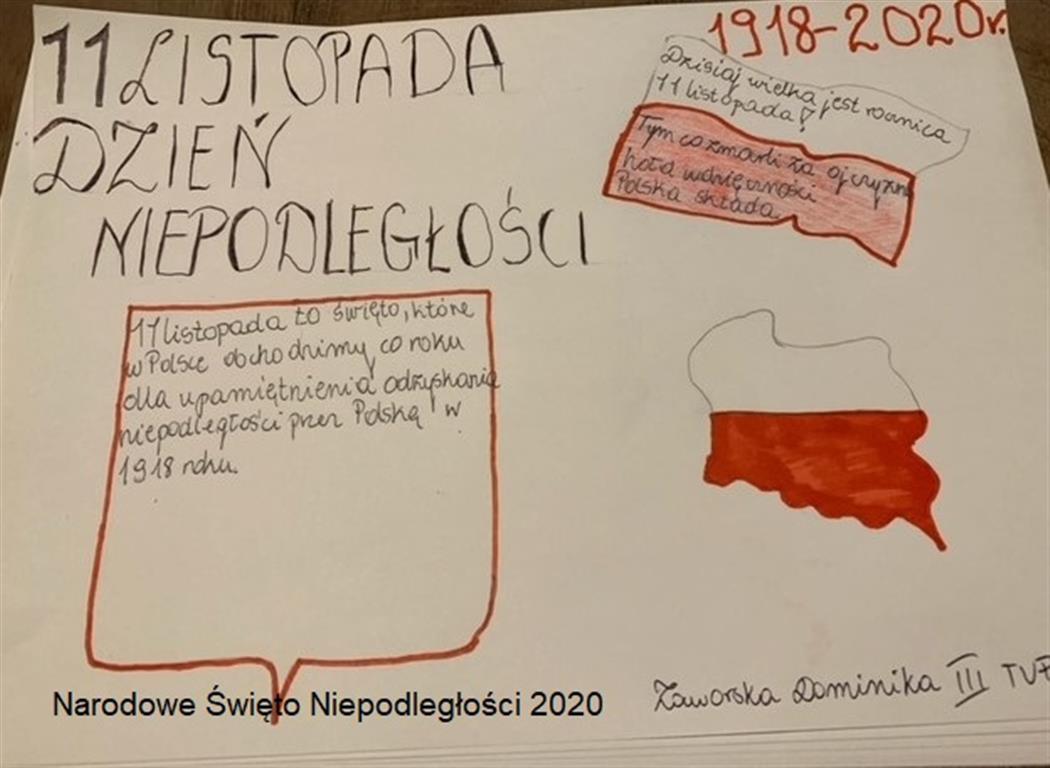 11 LISTOPADA
DZIEŃ
NIEPODLEGŁOŚCI
1918-2020r.
Dzisiaj wielka jest rocznica
11 listopada!
Tym co zmarli za ojczyznę
hołd wdzięczności
Polska składa
11 listopada to święto, które
w Polsce obchodzimy co roku
dla upamiętnienia odzyskania
niepodległości przez Polskę w
1918 roku.
Narodowe Święto Niepodległości 2020
Zaworska Dominika III